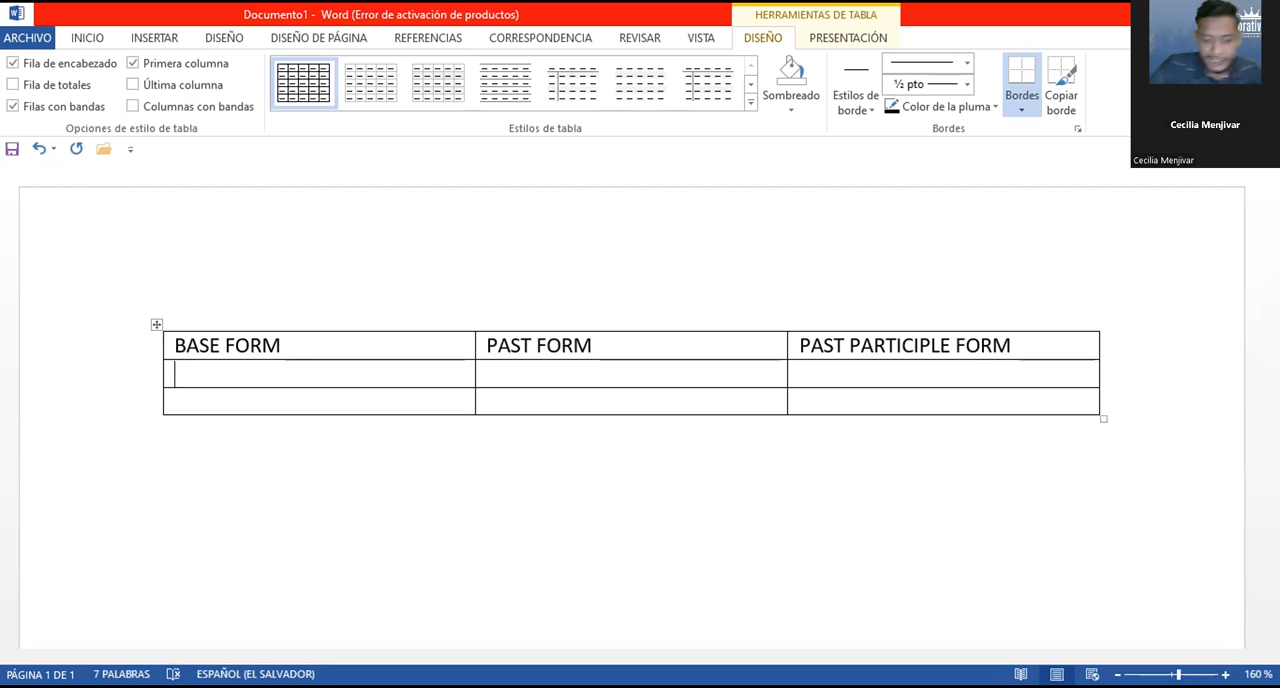 Documento1 - Word (Error de activación de productos)
HERRAMIENTAS DE TABLA
ARCHIVO INICIO INSERTAR DISEÑO DISEÑO DE PÁGINA REFERENCIAS CORRESPONDENCIA REVISAR VISTA DISEÑO PRESENTACIÓN
Fila de encabezado Primera columna
Fila de totales Última columna
Filas con bandas Columnas con bandas
Opciones de estilo de tabla
Estilos de tabla
Sombreado
Estilos de borde
½ pto
Color de la pluma
Bordes
Copiar borde
Bordes
Cecilia Menjivar
Cecilia Menjivar
BASE FORM PAST FORM PAST PARTICIPLE FORM
PÁGINA 1 DE 1 7 PALABRAS ESPAÑOL (EL SALVADOR) 160 %